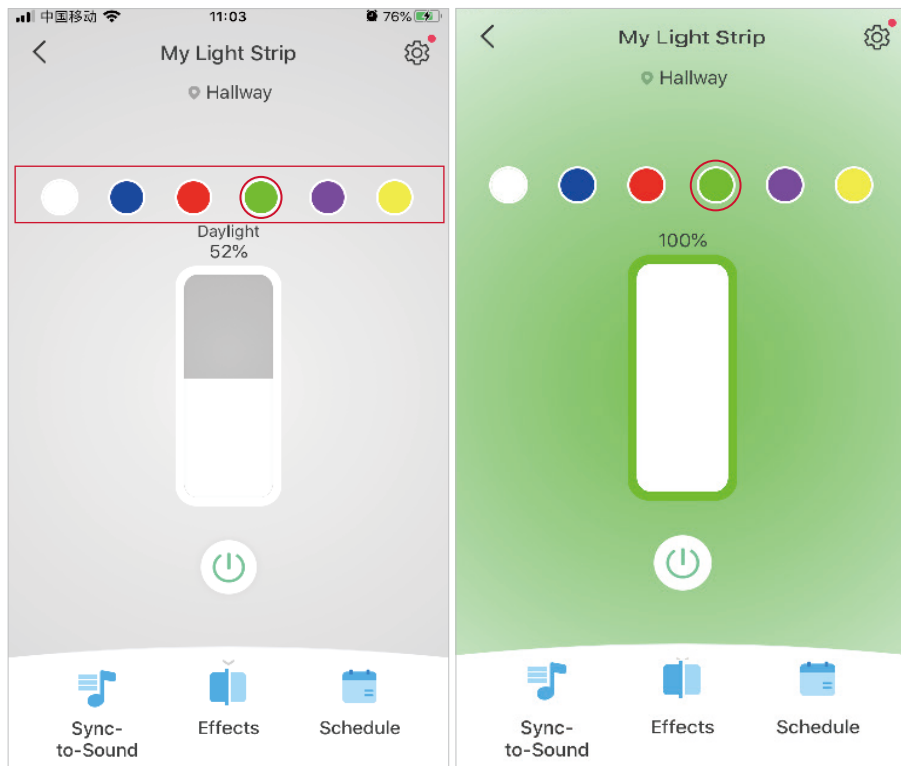 中国移动 11:03 76%
My Light Strip
Hallway
Daylight
52%
Sync-
to-Sound
Effects
Schedule
My Light Strip
Hallway
100%
Sync-
to-Sound
Effects
Schedule